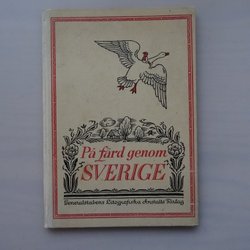 På färd genom
SVERIGE
Generalstabens Litografiska Anstalts Förlag